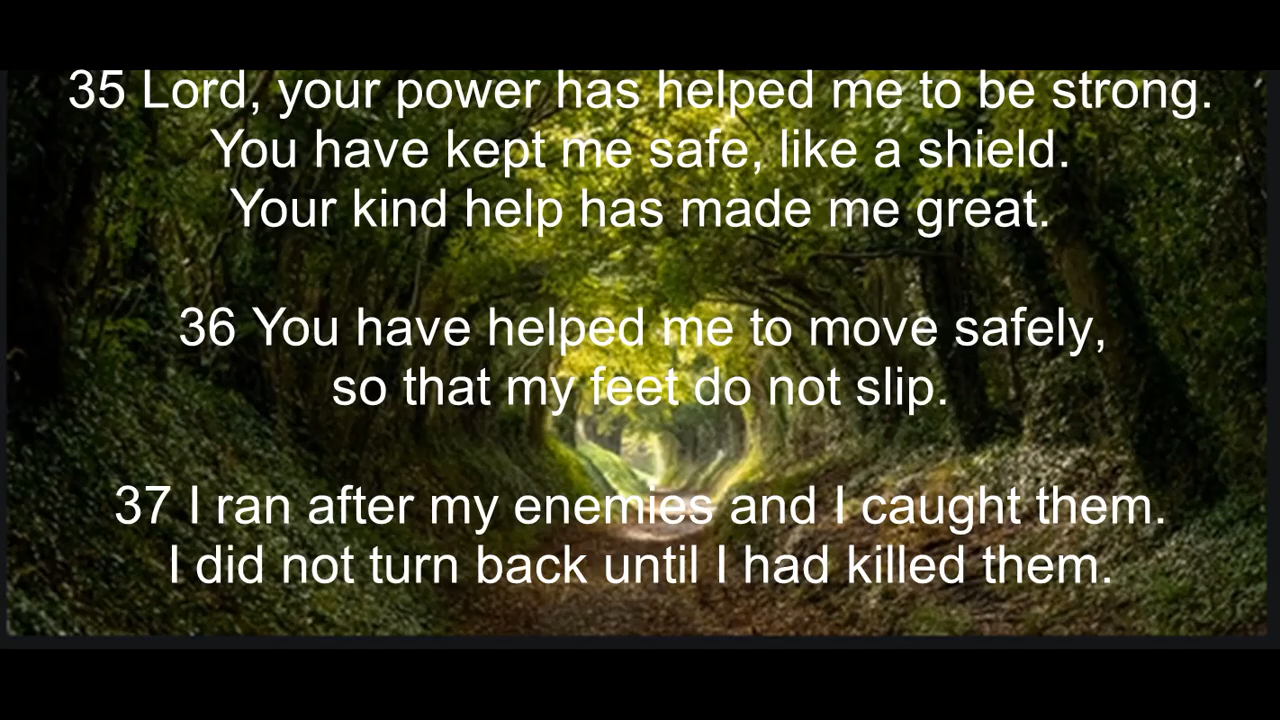 35 Lord, your power has helped me to be strong.
You have kept me safe, like a shield.
Your kind help has made me great.
36 You have helped me to move safely,
so that my feet do not slip.
37 I ran after my enemies and I caught them.
I did not turn back until I had killed them.